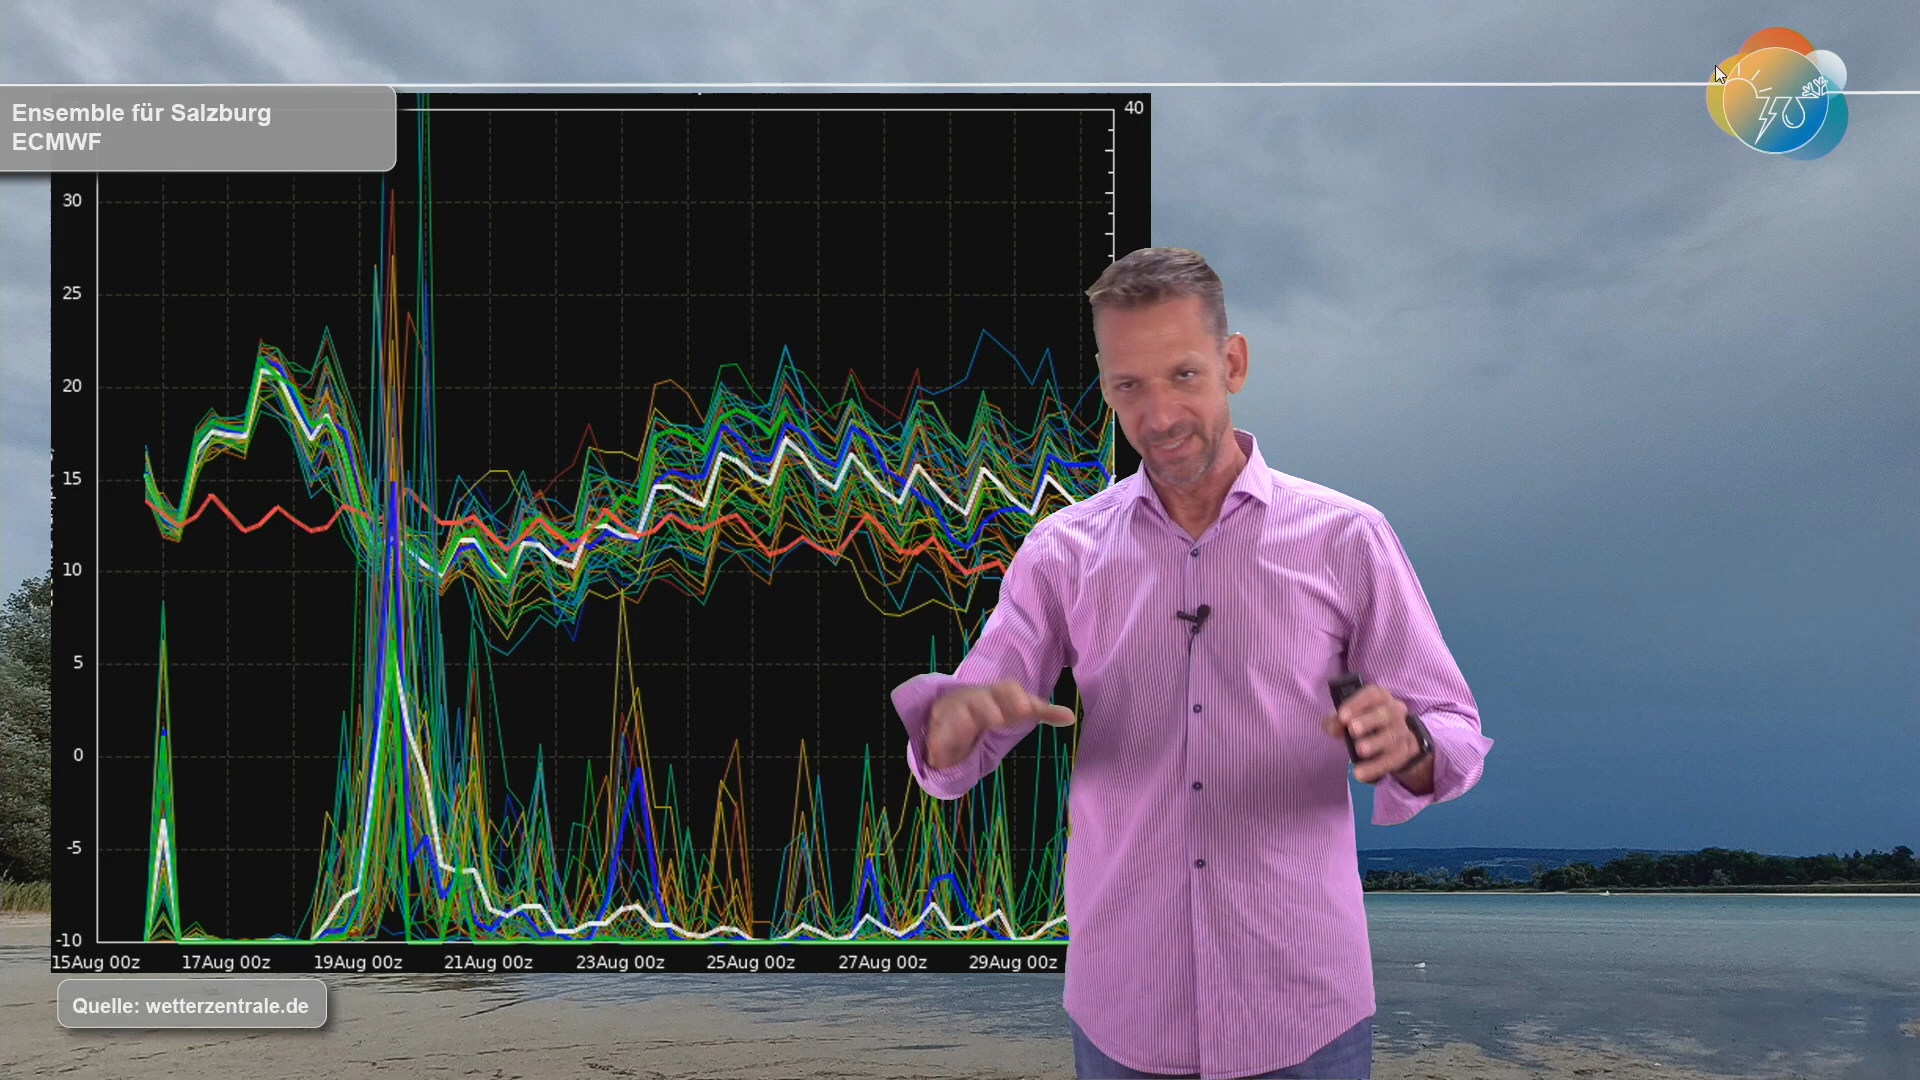 Ensemble für Salzburg
ECMWF
40
30
25
20
15
10
5
0
-5
-10
15Aug 00z 17Aug 00z 19Aug 00z 21Aug 00z 23Aug 00z 25Aug 00z 27Aug 00z 29Aug 00z
Quelle: wetterzentrale.de